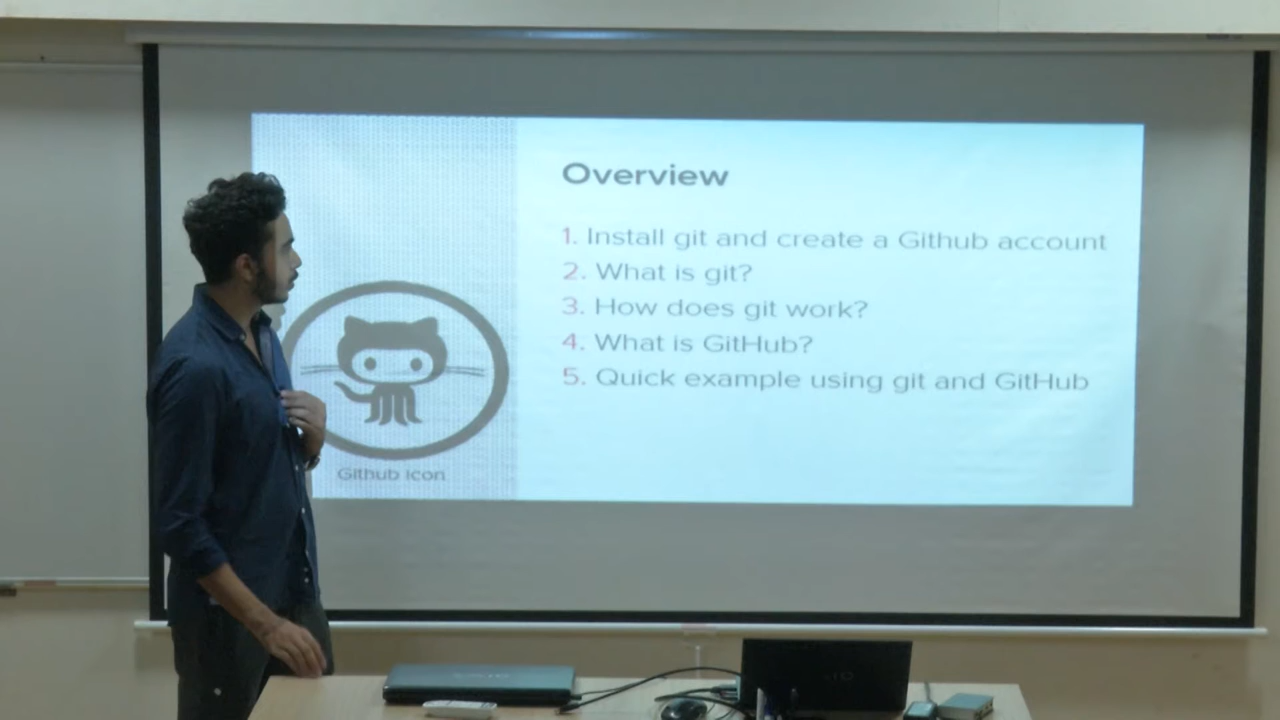 Overview
1. Install git and create a Github account
2. What is git?
3. How does git work?
4. What is GitHub?
5. Quick example using git and GitHub
Github Icon